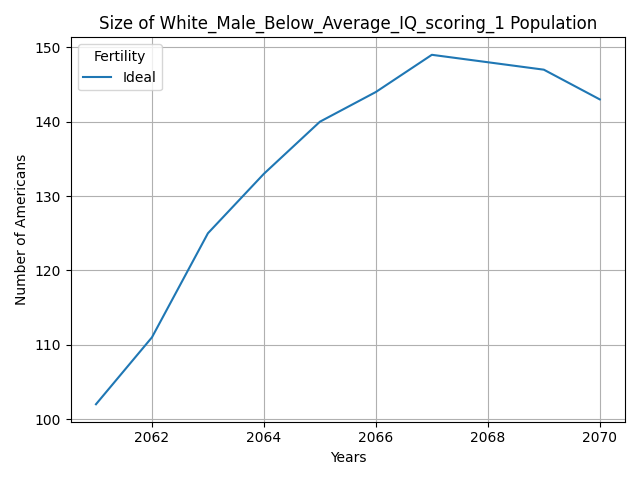 Size of White_Male_Below_Average_IQ_scoring_1 Population
Fertility
Ideal
Number of Americans
150
140
130
120
110
100
2062 2064 2066 2068 2070
Years